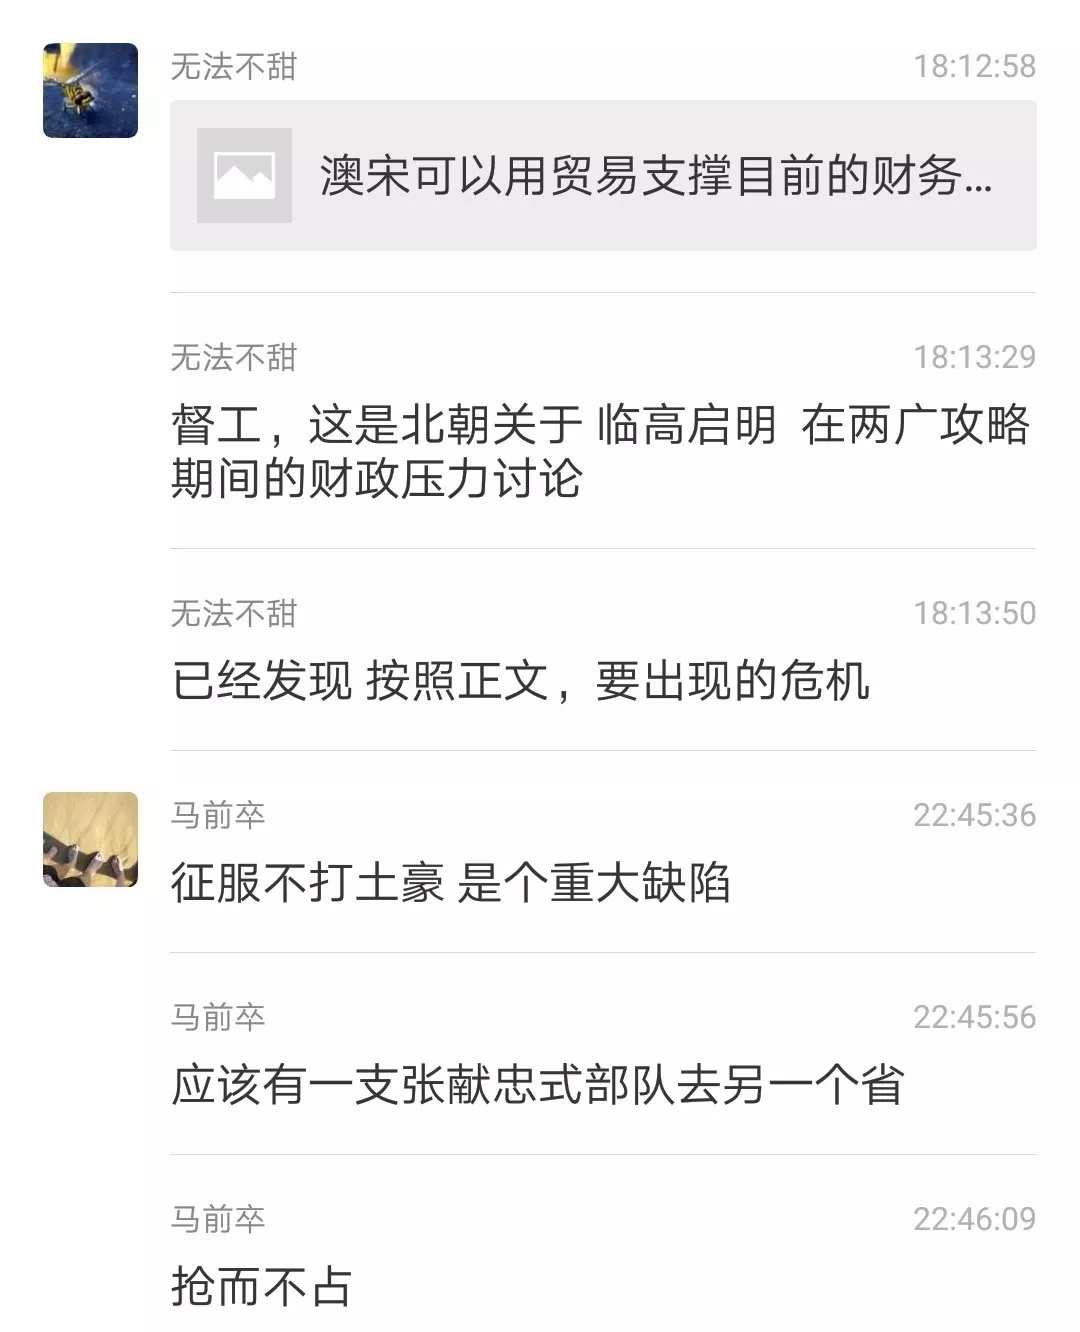 无法不甜 18:12:58
澳宋可以用贸易支撑目前的财务...
无法不甜 18:13:29
督工，这是北朝关于 临高启明 在两广攻略
期间的财政压力讨论
无法不甜 18:13:50
已经发现 按照正文，要出现的危机
马前卒 22:45:36
征服不打土豪 是个重大缺陷
马前卒 22:45:56
应该有一支张献忠式部队去另一个省
马前卒 22:46:09
抢而不占